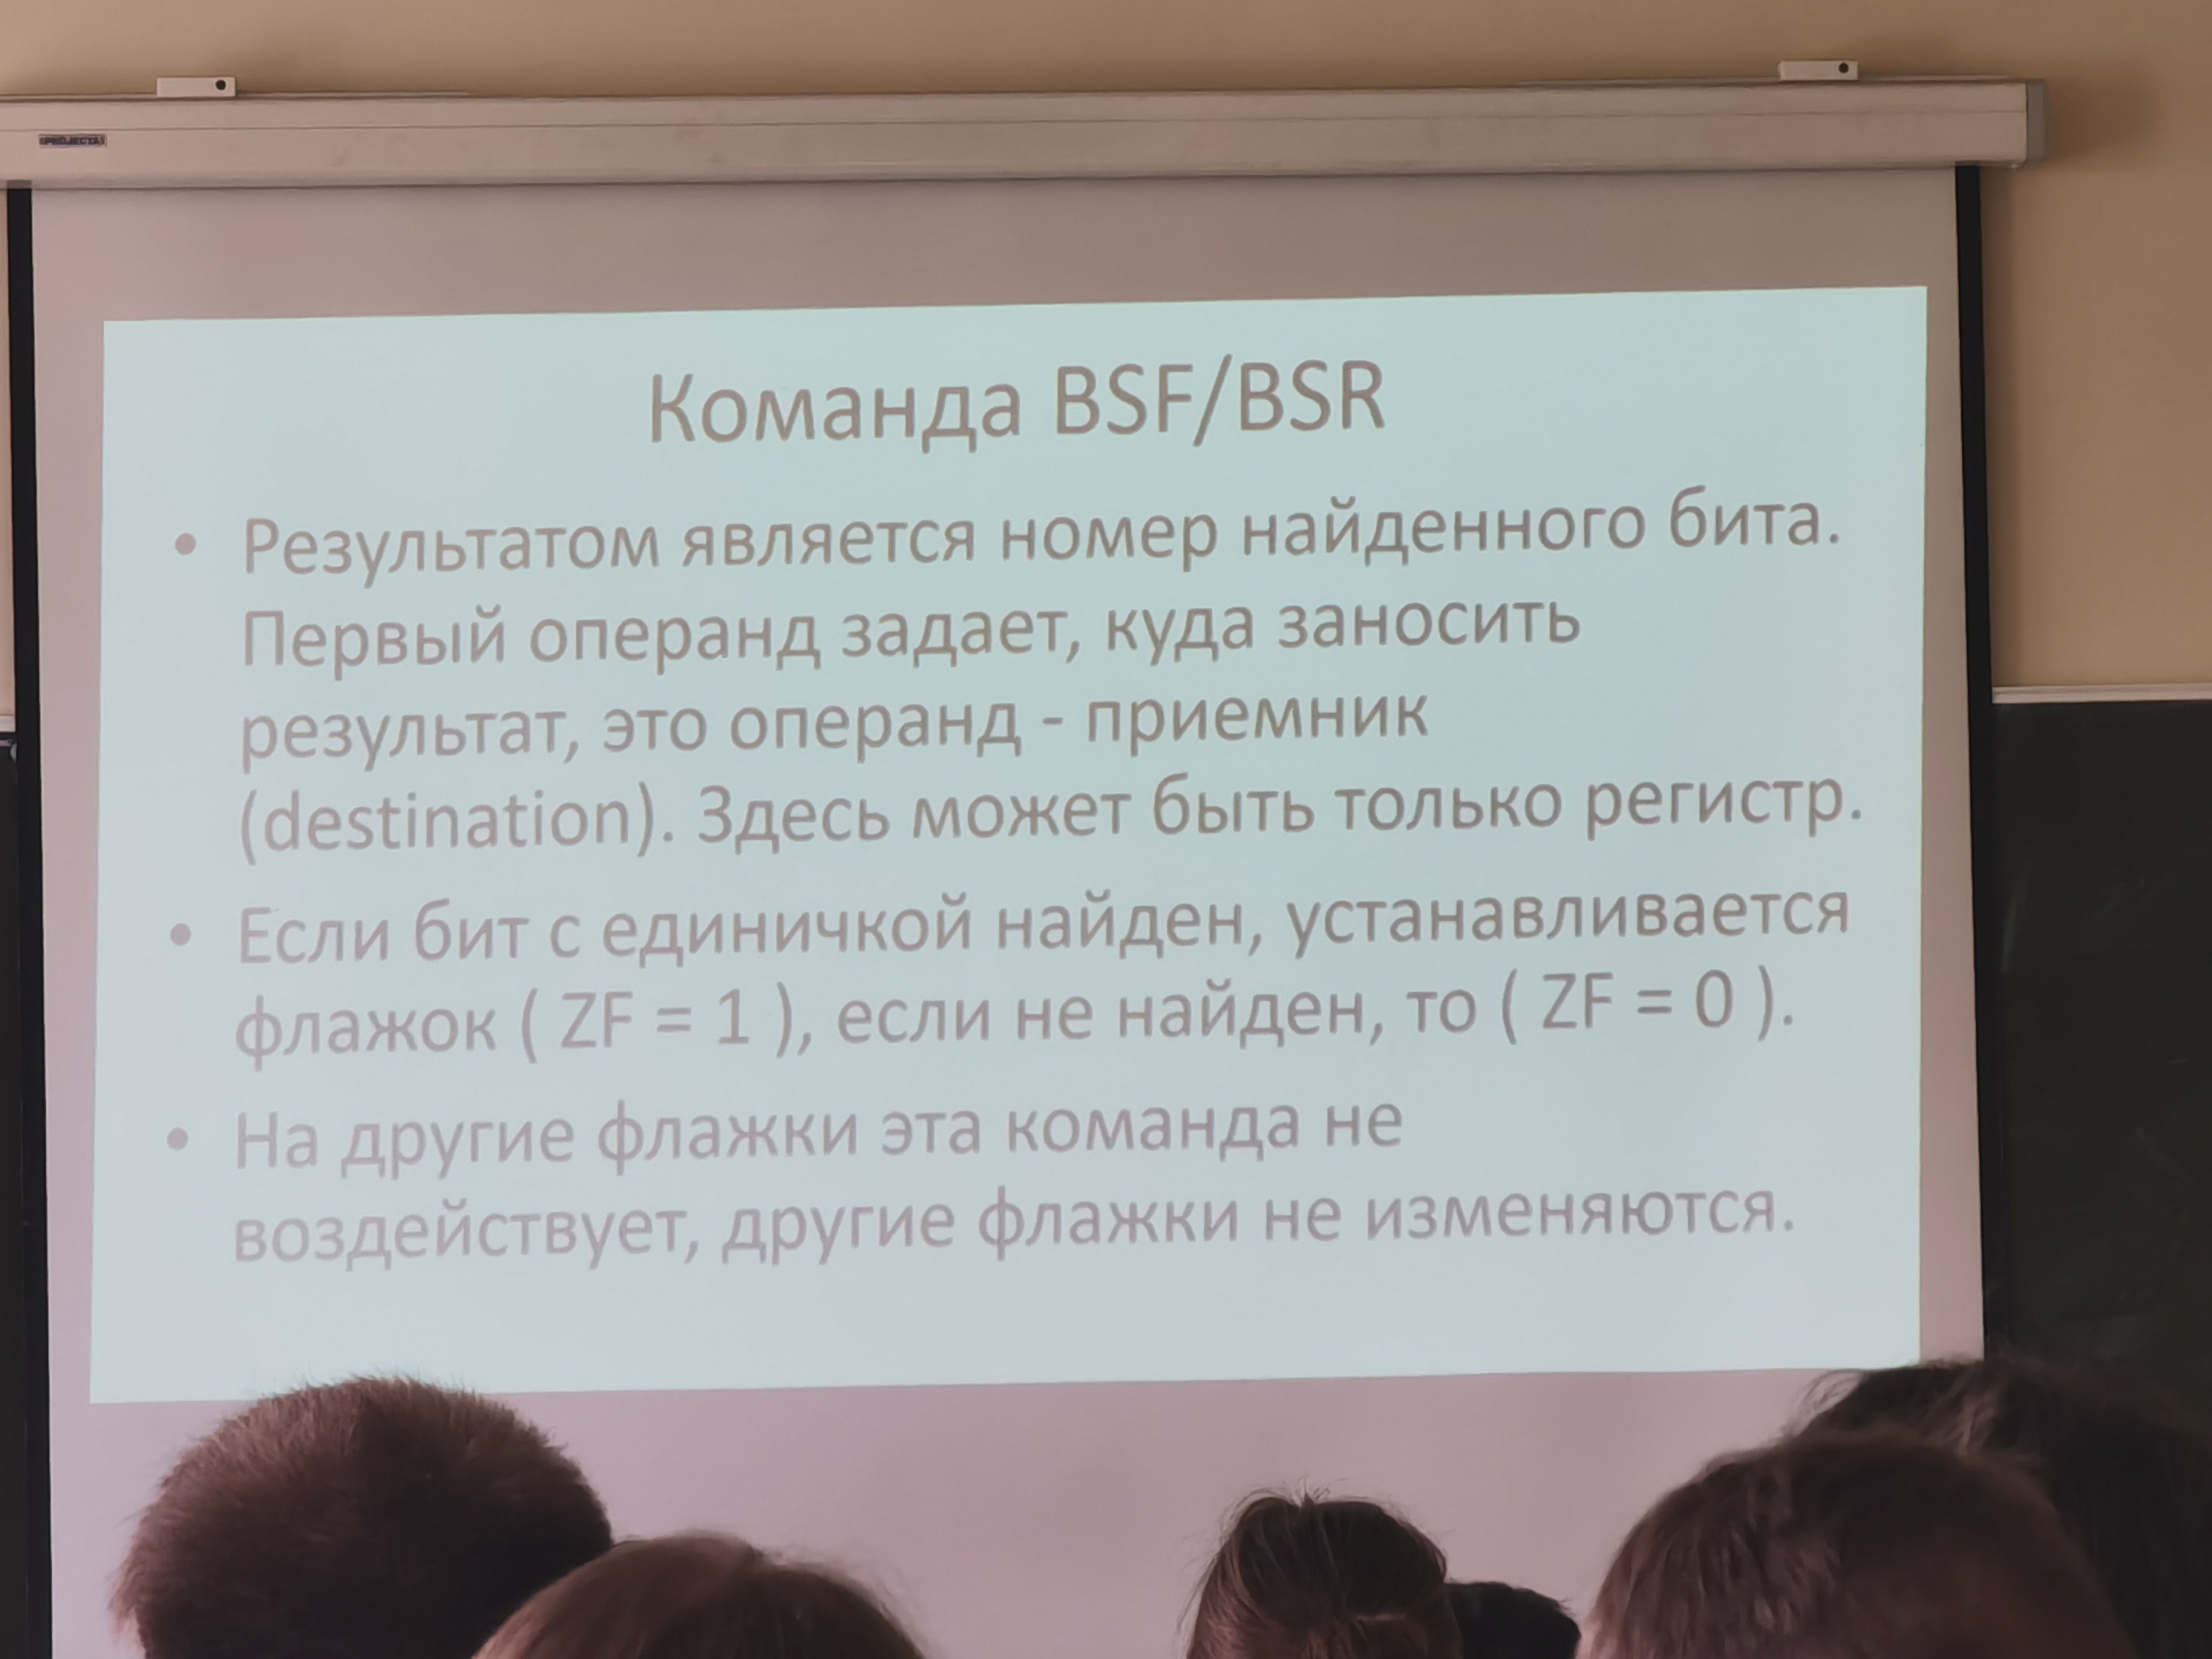 PROJECTA
Команда BSF/BSR
• Результатом является номер найденного бита.
Первый операнд задает, куда заносить
результат, это операнд - приемник
(destination). Здесь может быть только регистр.
• Если бит с единичкой найден, устанавливается
флажок ( ZF = 1 ), если не найден, то ( ZF = 0 ).
• На другие флажки эта команда не
воздействует, другие флажки не изменяются.